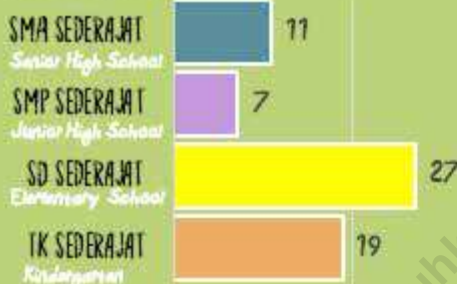 SMA SEDERAJAT
Senior High School
11
SMP SEDERAJAT
Junior High School
7
SD SEDERAJAT
Elementary School
27
TK SEDERAJAT
Kindergarten
19